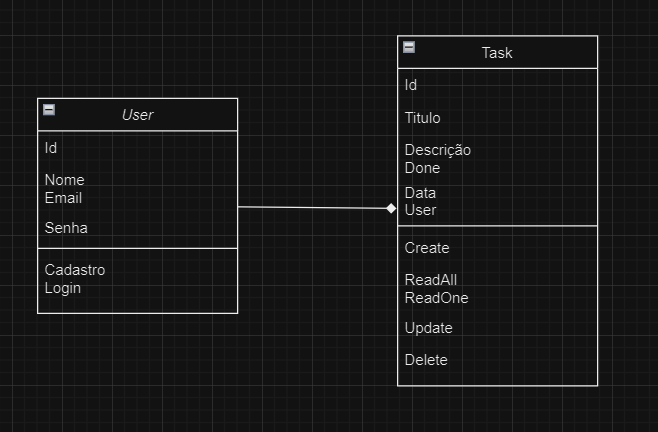 User
Id
Nome
Email
Senha
Cadastro
Login
Task
Id
Titulo
Descrição
Done
Data
User
Create
ReadAll
ReadOne
Update
Delete